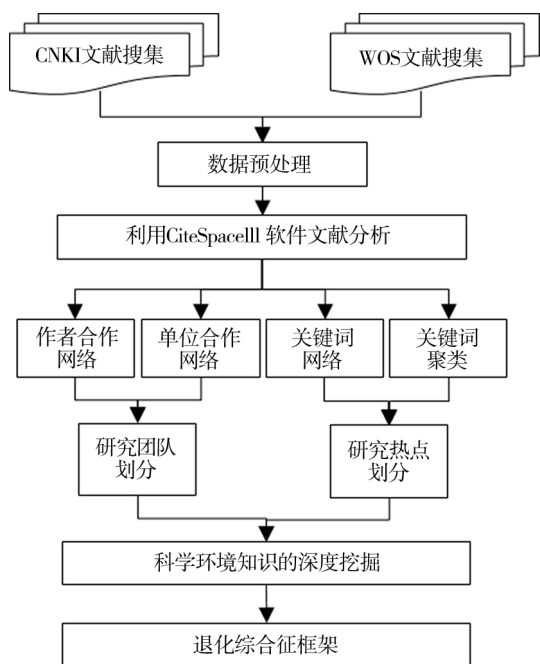 CNKI文献搜集
WOS文献搜集
数据预处理
利用CiteSpacelll 软件文献分析
作者合作
网络
单位合作
网络
关键词
网络
关键词
聚类
研究团队
划分
研究热点
划分
科学环境知识的深度挖掘
退化综合征框架